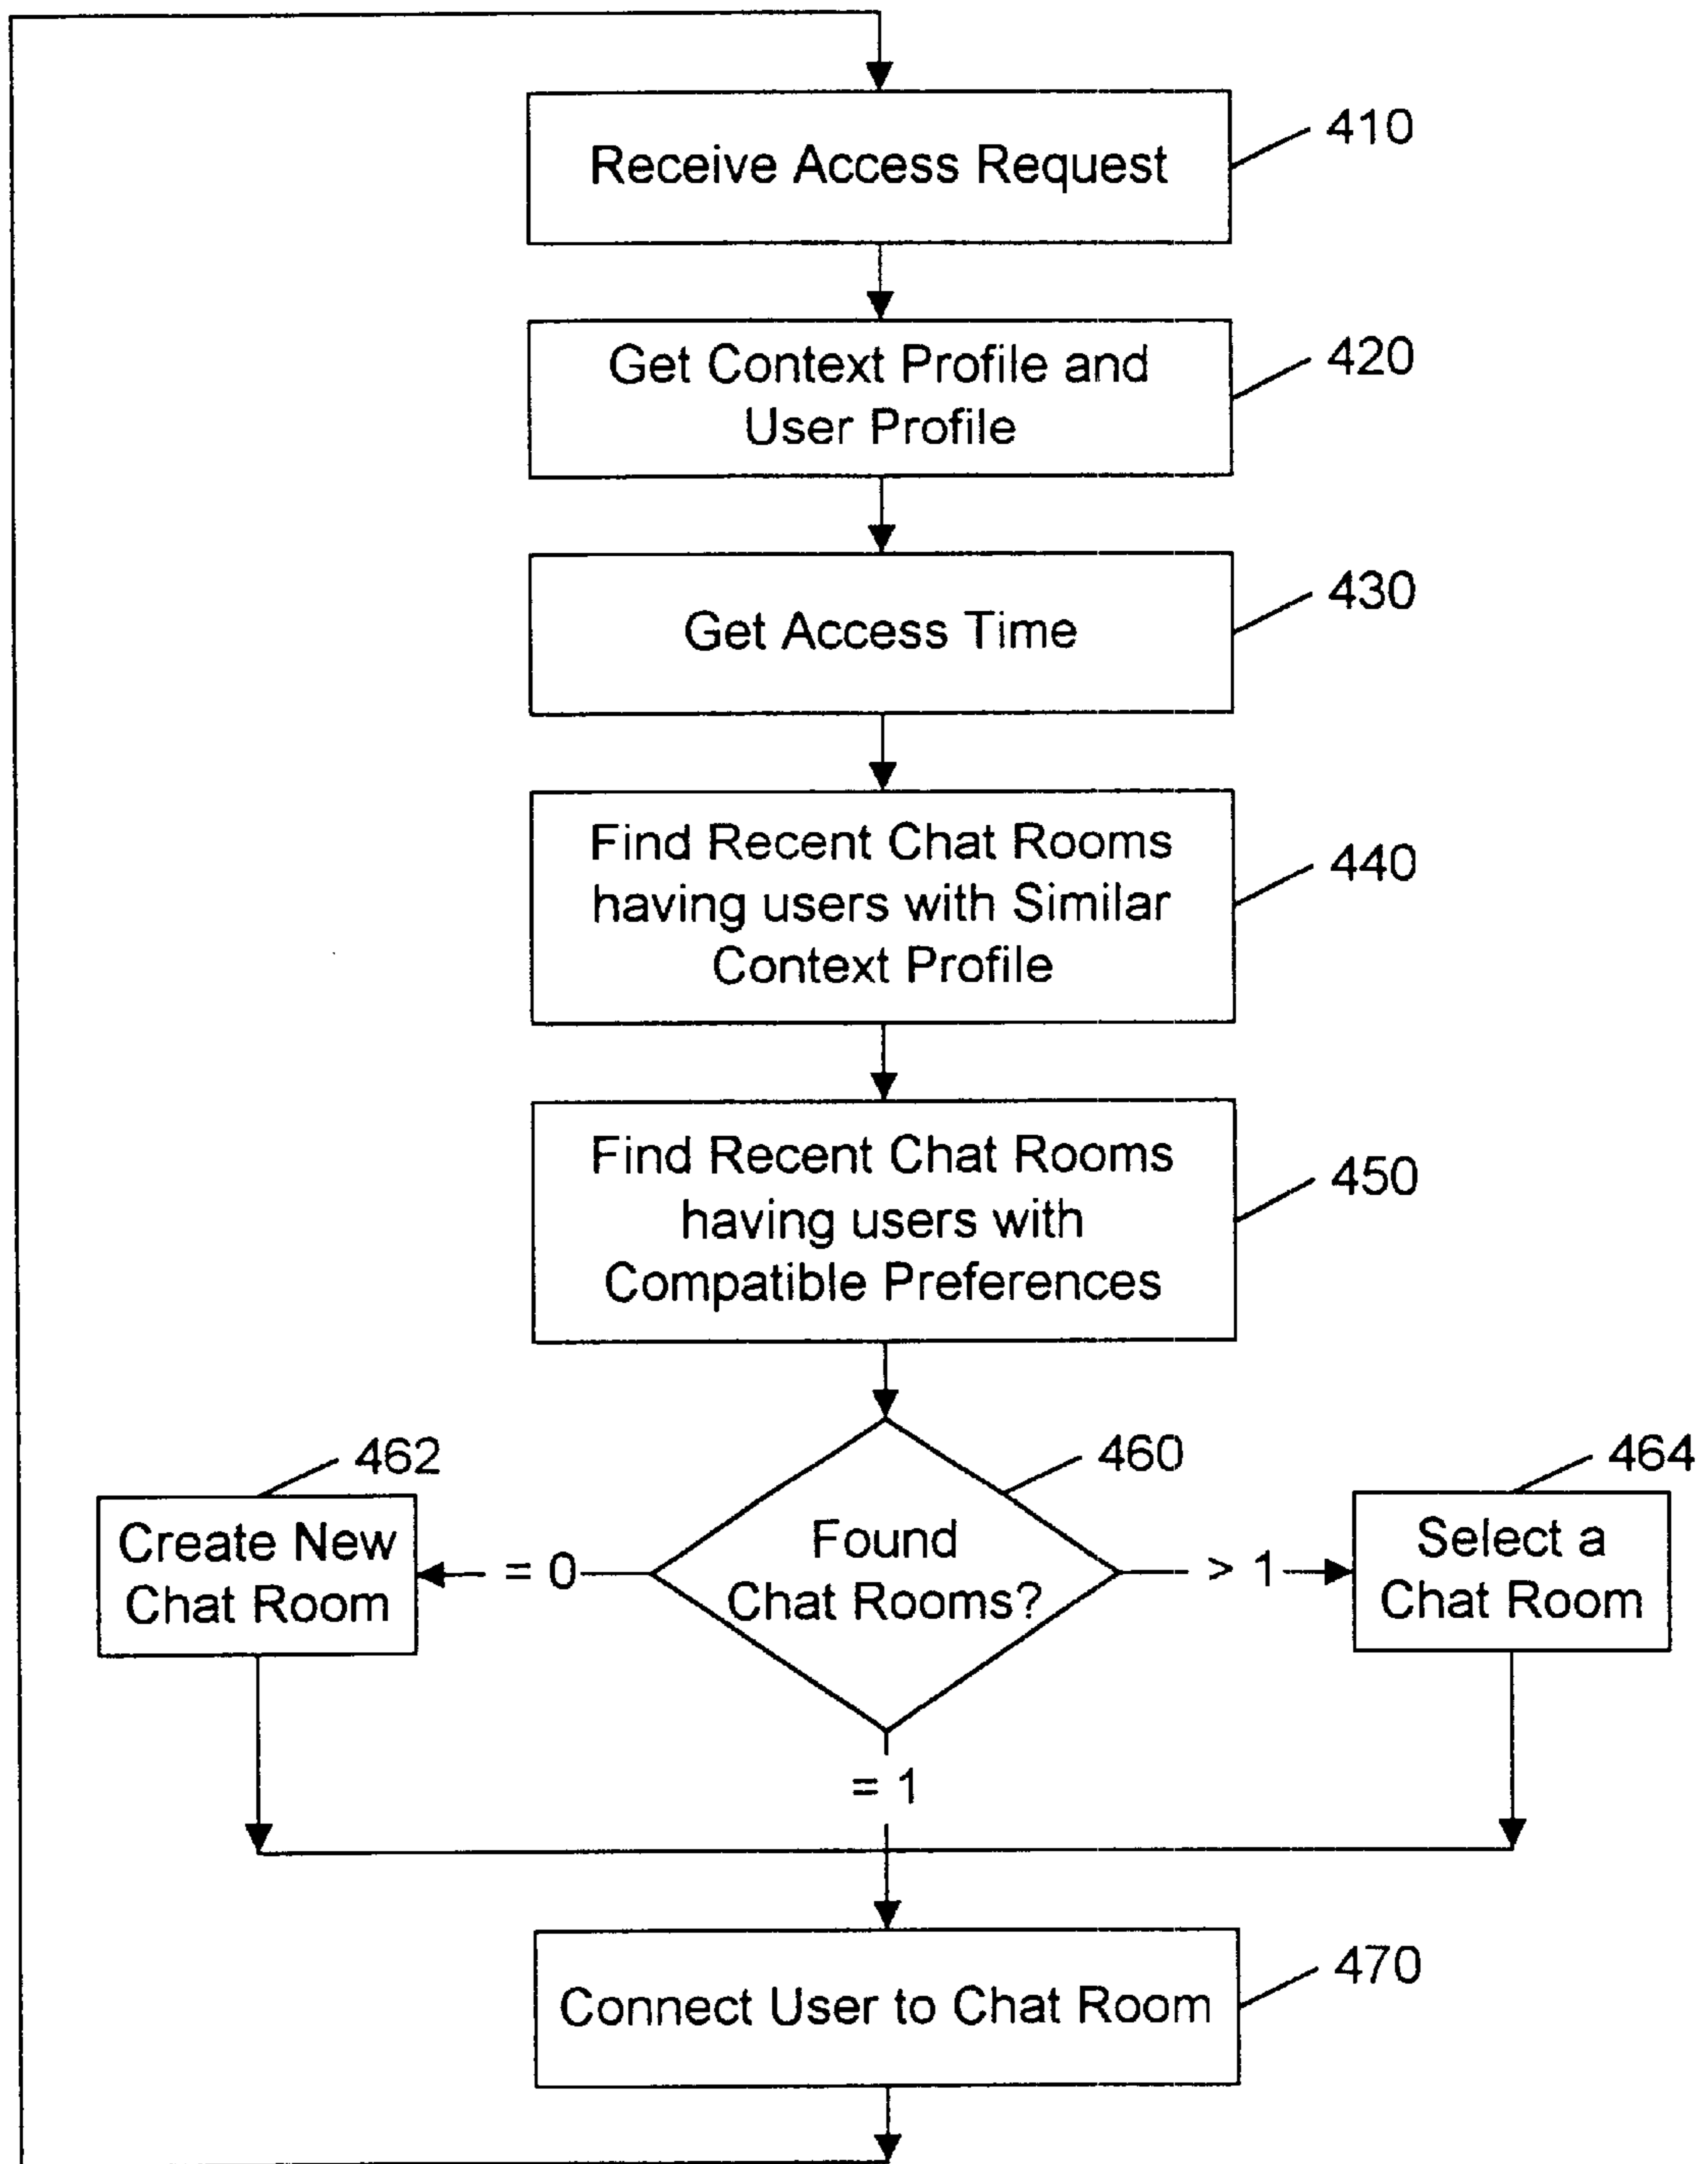 Receive Access Request
410
Get Context Profile and
User Profile
420
Get Access Time
430
Find Recent Chat Rooms
having users with Similar
Context Profile
440
Find Recent Chat Rooms
having users with
Compatible Preferences
450
462
Create New
Chat Room
= 0
460
Found
Chat Rooms?
> 1
464
Select a
Chat Room
= 1
Connect User to Chat Room
470